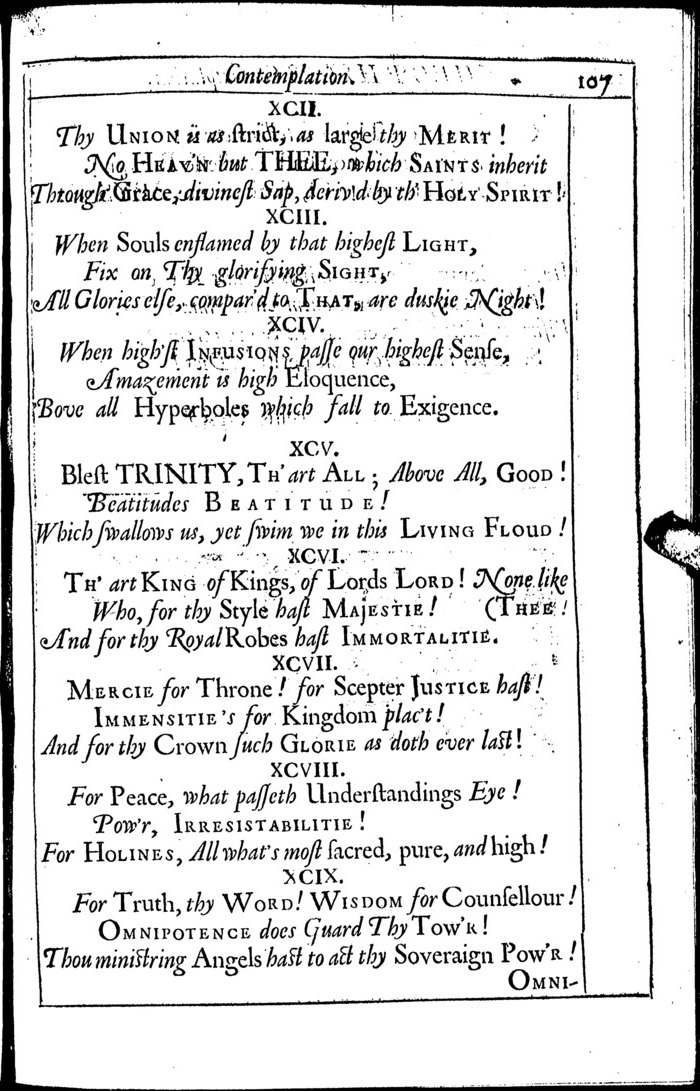 Contemplation. 107
XCII.
Thy UNION is as ſtrict, as large thy MERIT !
No HEAV'N but THEE, which SAINTS inherit
Through Grace, divineſt Sap, deriv'd by th' HOLY SPIRIT !
XCIII.
When Souls enflamed by that higheſt LIGHT,
Fix on Thy glorifying SIGHT,
All Glories elſe, compar'd to THAT, are duskie Night !
XCIV.
When high'ſt INFUSIONS paſſe our higheſt Senſe,
Amazement is high Eloquence,
'Bove all Hyperboles which fall to Exigence.
XCV.
Bleſt TRINITY, TH' art ALL ; Above All, GOOD !
Beatitudes BEATITUDE !
Which ſwallows us, yet ſwim we in this LIVING FLOUD !
XCVI.
TH' art KING of Kings, of Lords LORD ! None like
Who, for thy Style haſt MAJESTIE ! (THEE !
And for thy Royal Robes haſt IMMORTALITIE.
XCVII.
MERCIE for Throne ! for Scepter JUSTICE haſt !
IMMENSITIE's for Kingdom plac't !
And for thy Crown ſuch GLORIE as doth ever laſt !
XCVIII.
For Peace, what paſſeth Underſtandings Eye !
Pow'r, IRRESISTABILITIE !
For HOLINES, All what's moſt ſacred, pure, and high !
XCIX.
For Truth, thy WORD ! WISDOM for Counſellour !
OMNIPOTENCE does Guard Thy Tow'R !
Thou miniſtring Angels haſt to act thy Soveraign Pow'R !
OMNI-